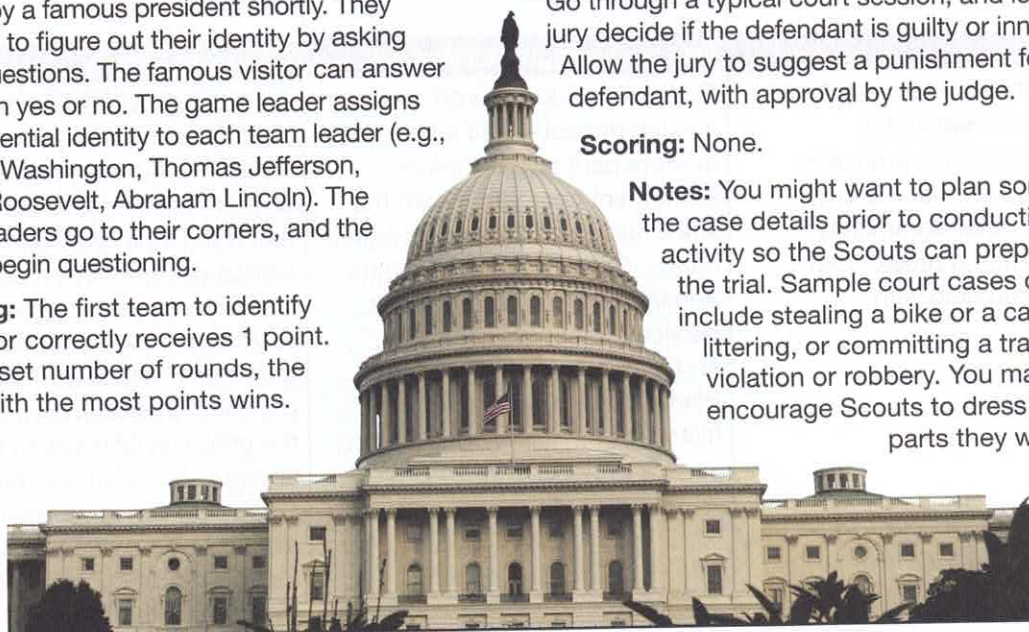 by a famous president shortly. They
to figure out their identity by asking
uestions. The famous visitor can answer
n yes or no. The game leader assigns
ential identity to each team leader (e.g.,
Washington, Thomas Jefferson,
Roosevelt, Abraham Lincoln). The
aders go to their corners, and the
begin questioning.
g: The first team to identify
or correctly receives 1 point.
set number of rounds, the
ith the most points wins.
Go through a typical court session, and
jury decide if the defendant is guilty or inn
Allow the jury to suggest a punishment fo
defendant, with approval by the judge.
Scoring: None.
Notes: You might want to plan so
the case details prior to conducti
activity so the Scouts can prep
the trial. Sample court cases c
include stealing a bike or a ca
littering, or committing a tra
violation or robbery. You ma
encourage Scouts to dress
parts they w